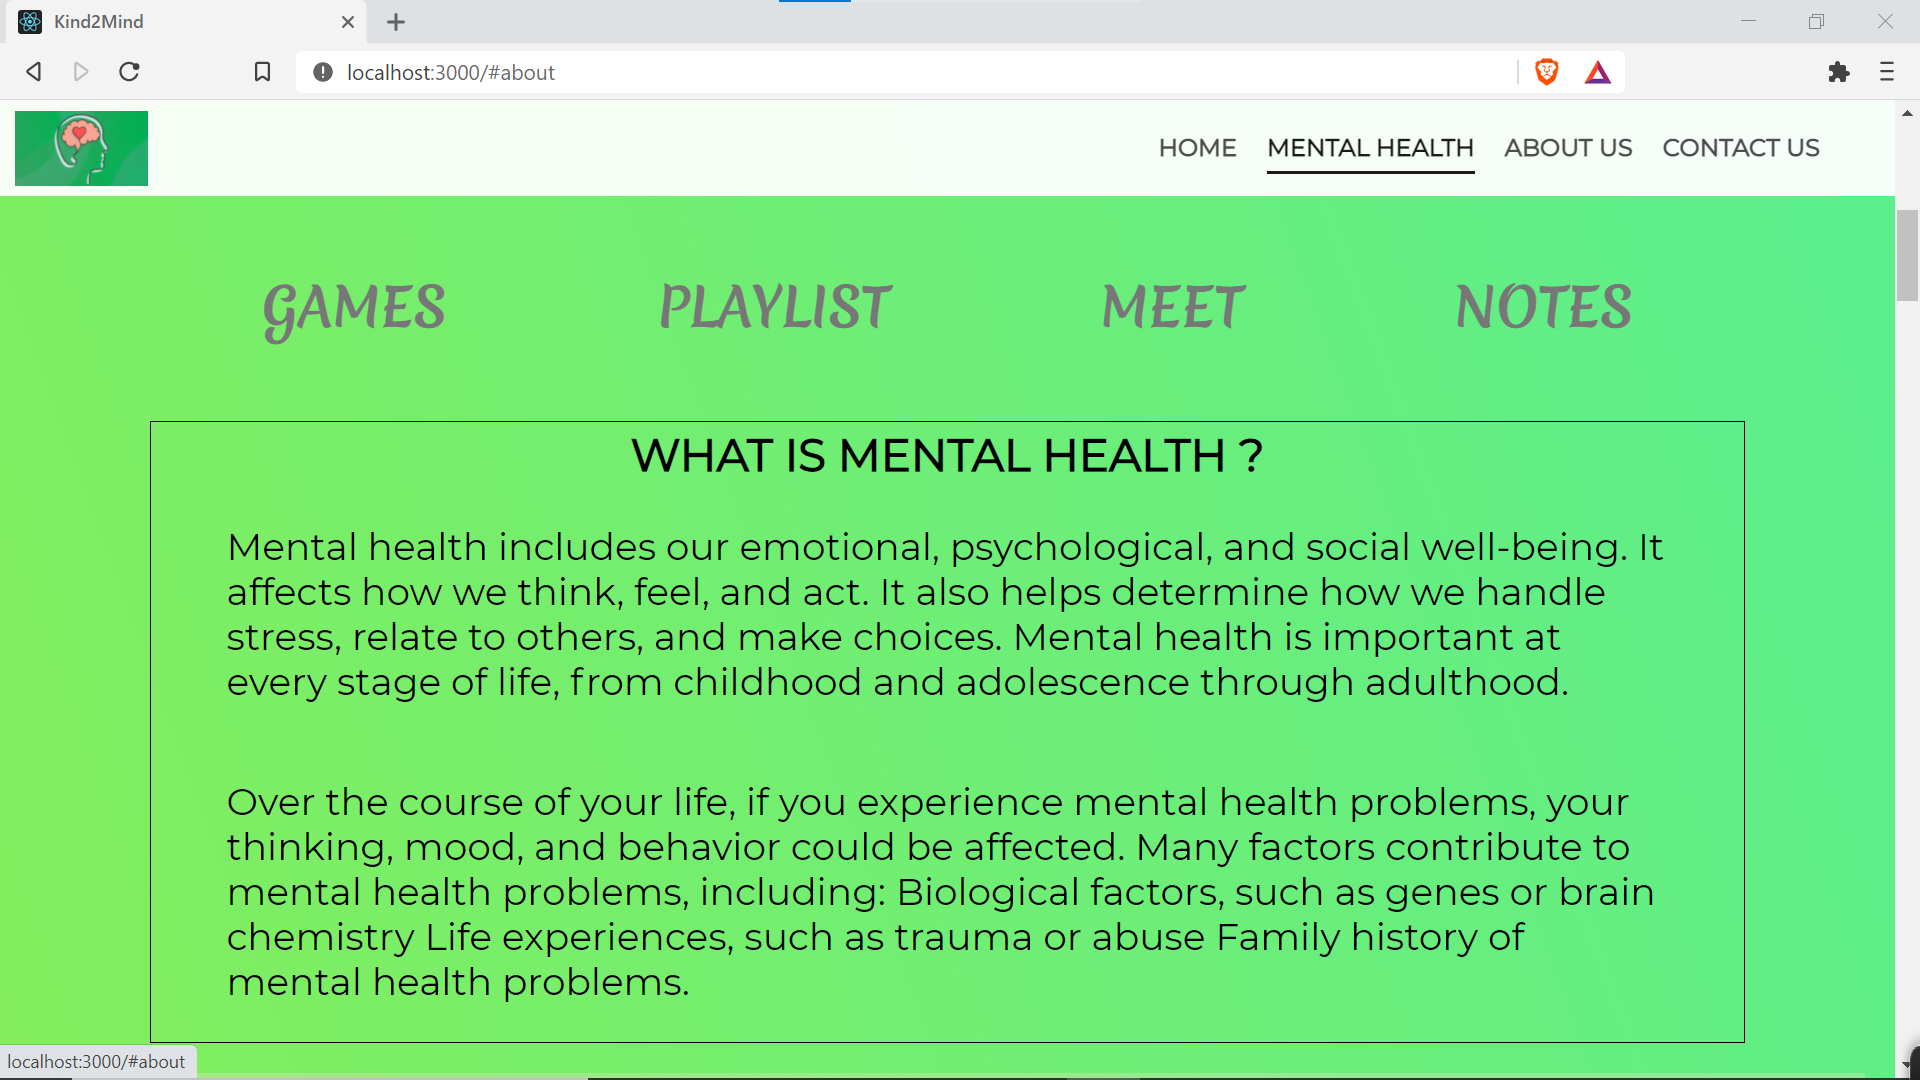 Kind2Mind
localhost:3000/#about
HOME MENTAL HEALTH ABOUT US CONTACT US
GAMES PLAYLIST MEET NOTES
WHAT IS MENTAL HEALTH ?
Mental health includes our emotional, psychological, and social well-being. It
affects how we think, feel, and act. It also helps determine how we handle
stress, relate to others, and make choices. Mental health is important at
every stage of life, from childhood and adolescence through adulthood.
Over the course of your life, if you experience mental health problems, your
thinking, mood, and behavior could be affected. Many factors contribute to
mental health problems, including: Biological factors, such as genes or brain
chemistry Life experiences, such as trauma or abuse Family history of
mental health problems.
localhost:3000/#about